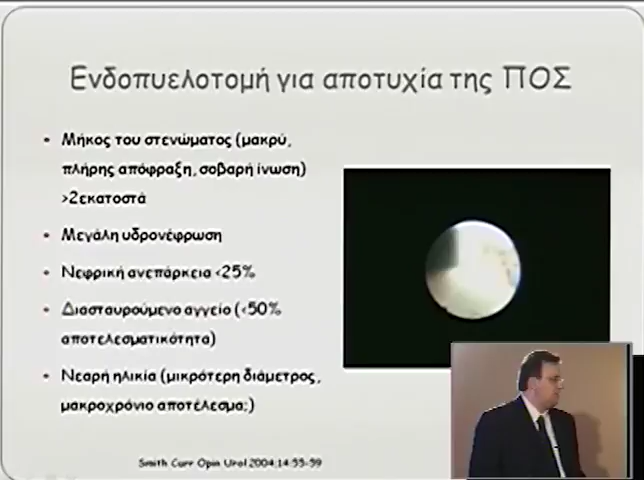 Ενδοπυελοτομή για αποτυχία της ΠΟΣ
• Μήκος του στενώματος (μακρύ,
πλήρης απόφραξη, σοβαρή ίνωση)
>2εκατοστά
• Μεγάλη υδρονέφρωση
• Νεφρική ανεπάρκεια <25%
• Διασταυρούμενο αγγείο (<50%
αποτελεσματικότητα)
• Νεαρή ηλικία (μικρότερη διάμετρος,
μακροχρόνιο αποτέλεσμα;)
Smith Curr Opin Urol 2004;14:55-59